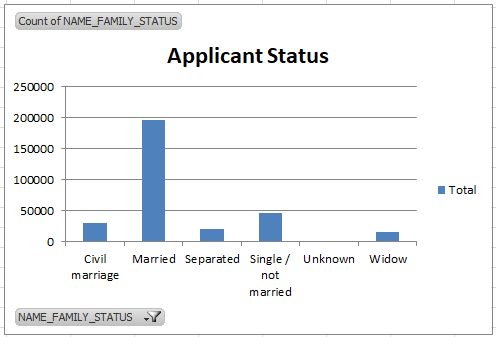 Count of NAME_FAMILY_STATUS
Applicant Status
250000
200000
150000
100000
50000
0
Civil marriage
Married
Separated
Single / not married
Unknown
Widow
Total
NAME_FAMILY_STATUS